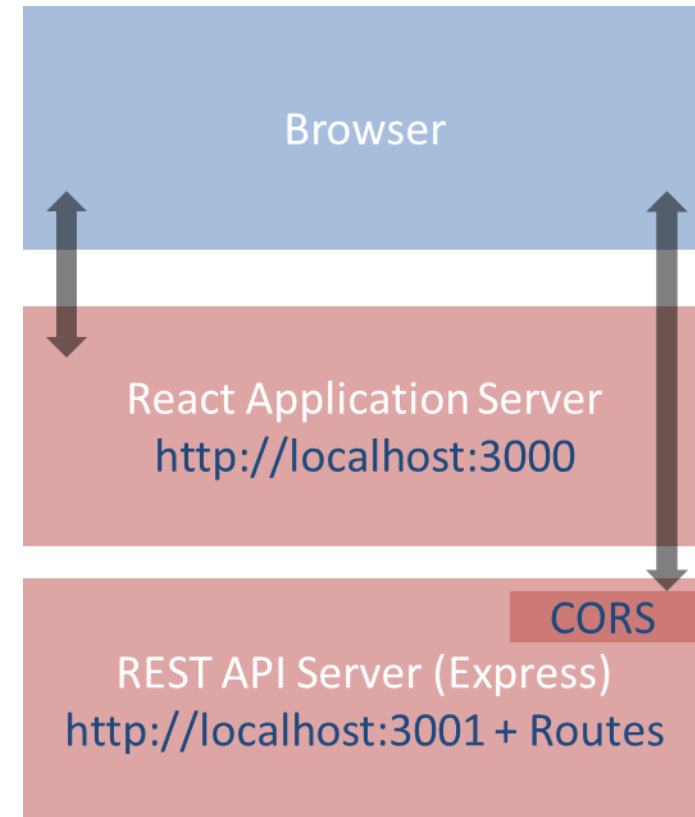 Browser
React Application Server
http://localhost:3000
CORS
REST API Server (Express)
http://localhost:3001 + Routes